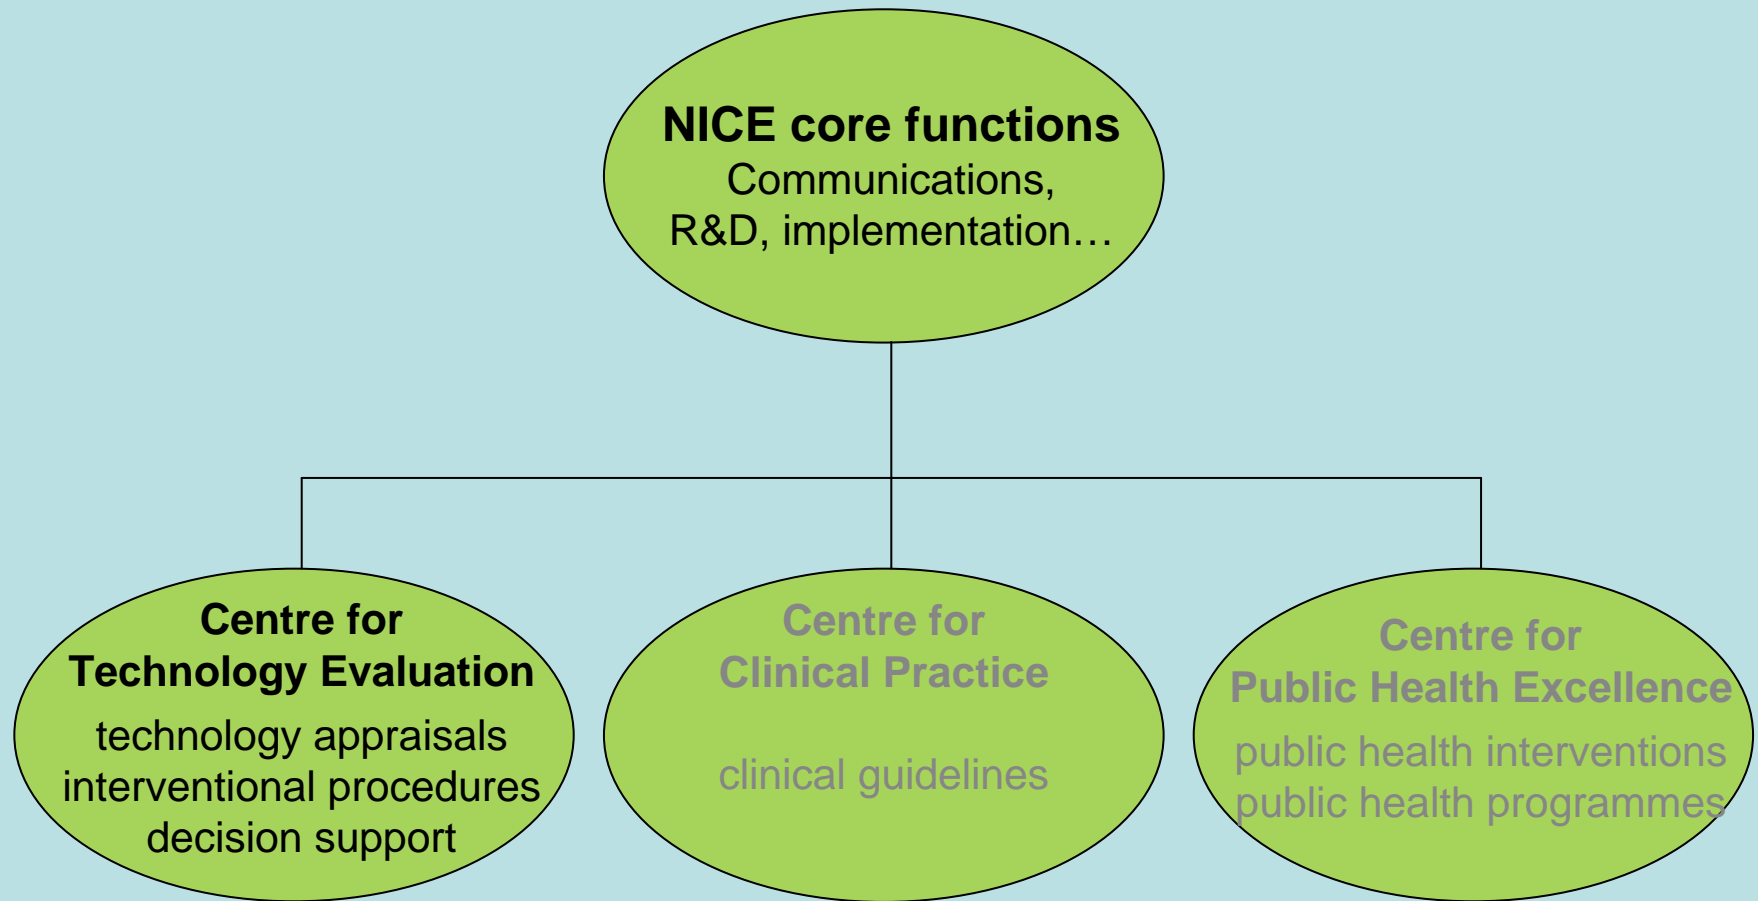 NICE core functions
Communications,
R&D, implementation…
Centre for
Technology Evaluation
technology appraisals
interventional procedures
decision support
Centre for
Clinical Practice
clinical guidelines
Centre for
Public Health Excellence
public health interventions
public health programmes